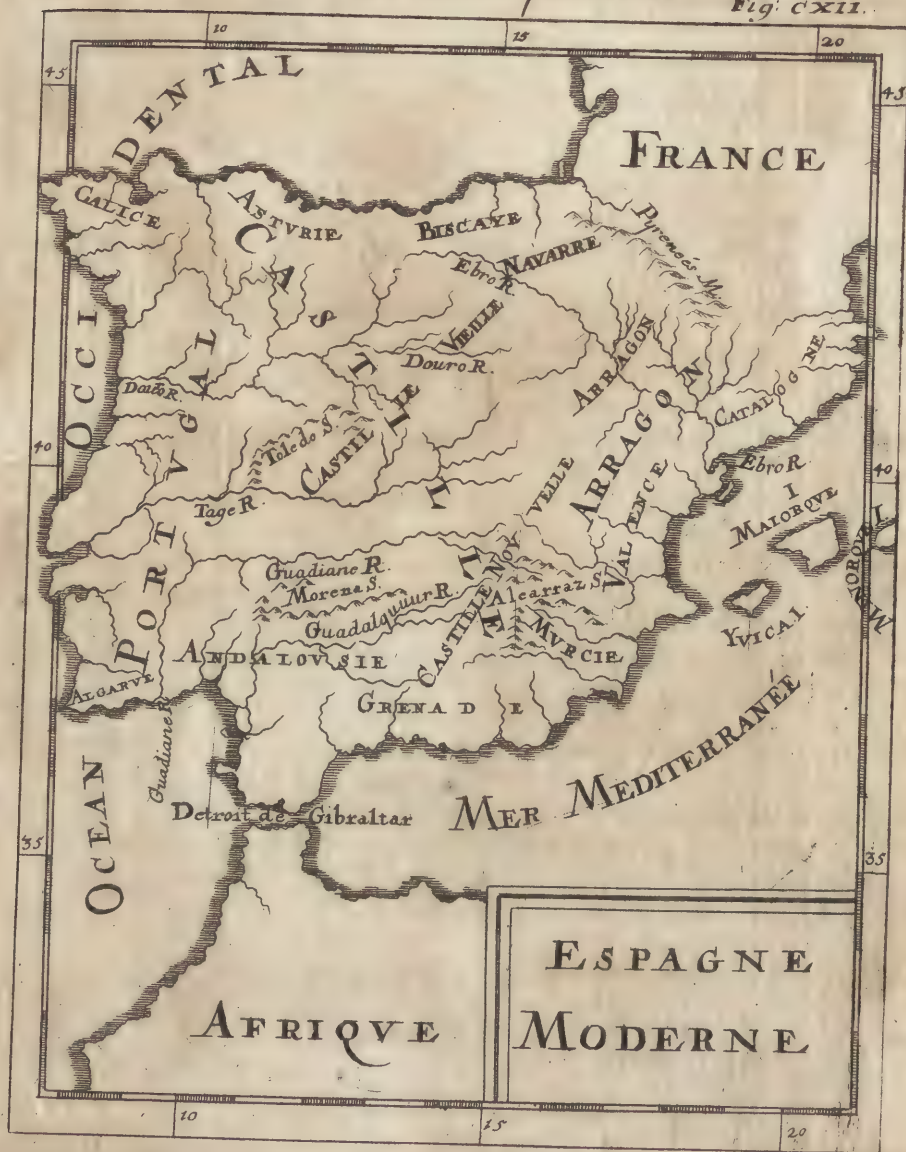 Fig: CXII.
10
15
20
45
45
OCCIDENTAL
FRANCE
GALICE
ASTVRIE
BISCAYE
Pyrenées M.
NAVARRE
Ebro R.
CASTILLE
VIEILLE
CASTILLE
Douro R.
ARRAGON
ARRAGON
CATALOGNE
Douro R.
PORTVGAL
Toledo S.
40
40
Ebro R.
Tage R.
VALENCE
I
MAIORQVE
I
MINORQVE
YVICA I
Guadiane R.
Morena S.
Guadalquiuir R.
CASTILLE NOVVELLE
Alcarraz S.
MVRCIE
ANDALOVSIE
ALGARVE
GRENADE
Guadiane R.
Detroit de Gibraltar
MER MEDITERRANÉE
OCEAN
35
35
AFRIQVE
ESPAGNE
MODERNE
10
15
20